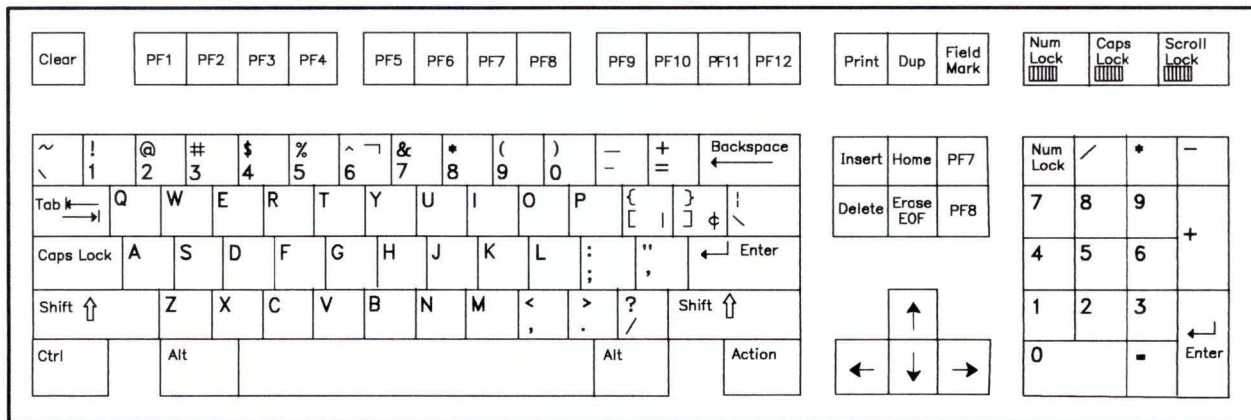 Clear PF1 PF2 PF3 PF4 PF5 PF6 PF7 PF8 PF9 PF10 PF11 PF12 Print Dup Field Mark Num Lock Caps Lock Scroll Lock
~ ! @ # $ % ^ ¬ & * ( ) — + Backspace
\ 1 2 3 4 5 6 7 8 9 0 - =
Insert Home PF7 Num Lock / * −
Tab Q W E R T Y U I O P { } ¦
[ | ] ¢ \
Delete Erase EOF PF8 7 8 9 +
Caps Lock A S D F G H J K L : " Enter
; '
4 5 6
Shift ⇧ Z X C V B N M < > ? Shift ⇧
, . /
↑ 1 2 3 Enter
Ctrl Alt Alt Action
← ↓ → 0 ▪